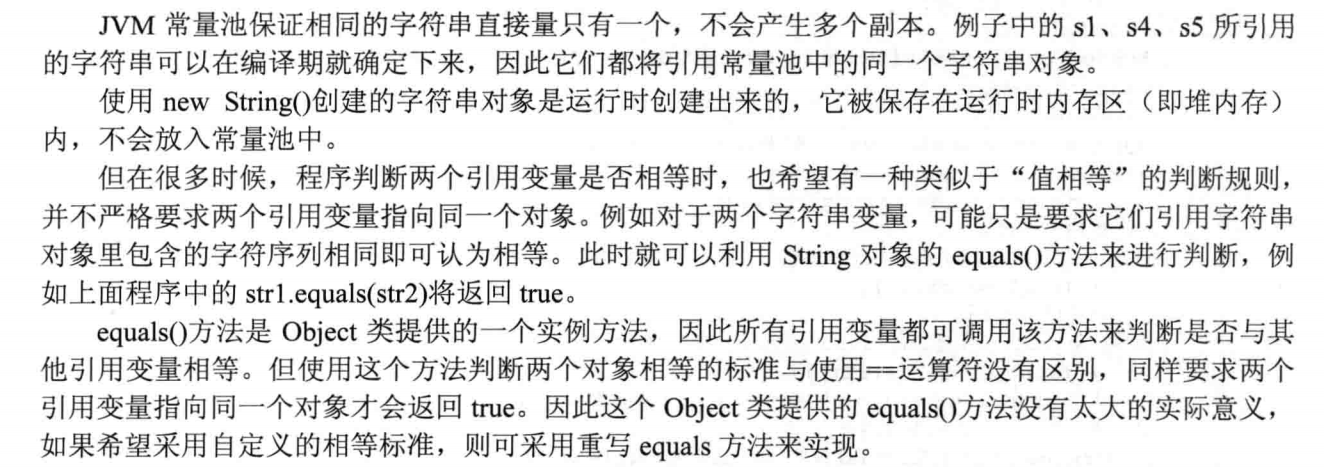 JVM 常量池保证相同的字符串直接量只有一个，不会产生多个副本。例子中的 s1、s4、s5 所引用
的字符串可以在编译期就确定下来，因此它们都将引用常量池中的同一个字符串对象。
使用 new String()创建的字符串对象是运行时创建出来的，它被保存在运行时内存区（即堆内存）
内，不会放入常量池中。
但在很多时候，程序判断两个引用变量是否相等时，也希望有一种类似于“值相等”的判断规则，
并不严格要求两个引用变量指向同一个对象。例如对于两个字符串变量，可能只是要求它们引用字符串
对象里包含的字符序列相同即可认为相等。此时就可以利用 String 对象的 equals()方法来进行判断，例
如上面程序中的 str1.equals(str2)将返回 true。
equals()方法是 Object 类提供的一个实例方法，因此所有引用变量都可调用该方法来判断是否与其
他引用变量相等。但使用这个方法判断两个对象相等的标准与使用==运算符没有区别，同样要求两个
引用变量指向同一个对象才会返回 true。因此这个 Object 类提供的 equals()方法没有太大的实际意义，
如果希望采用自定义的相等标准，则可采用重写 equals 方法来实现。